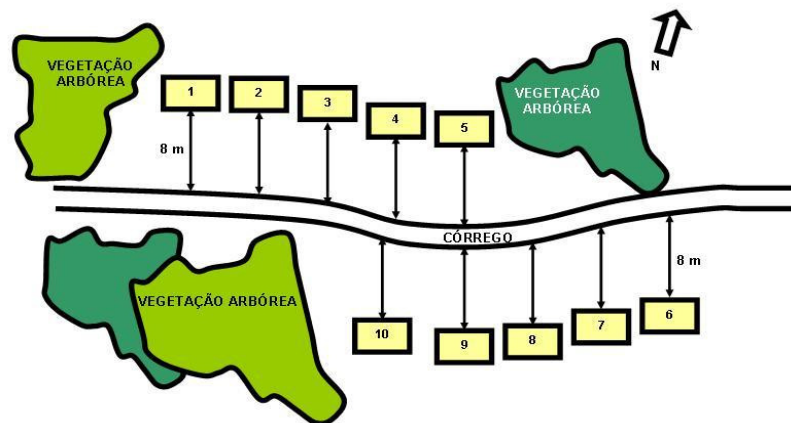 VEGETAÇÃO
ARBÓREA
1
2
3
4
5
VEGETAÇÃO
ARBÓREA
N
8 m
CÓRREGO
VEGETAÇÃO ARBÓREA
8 m
10
9
8
7
6